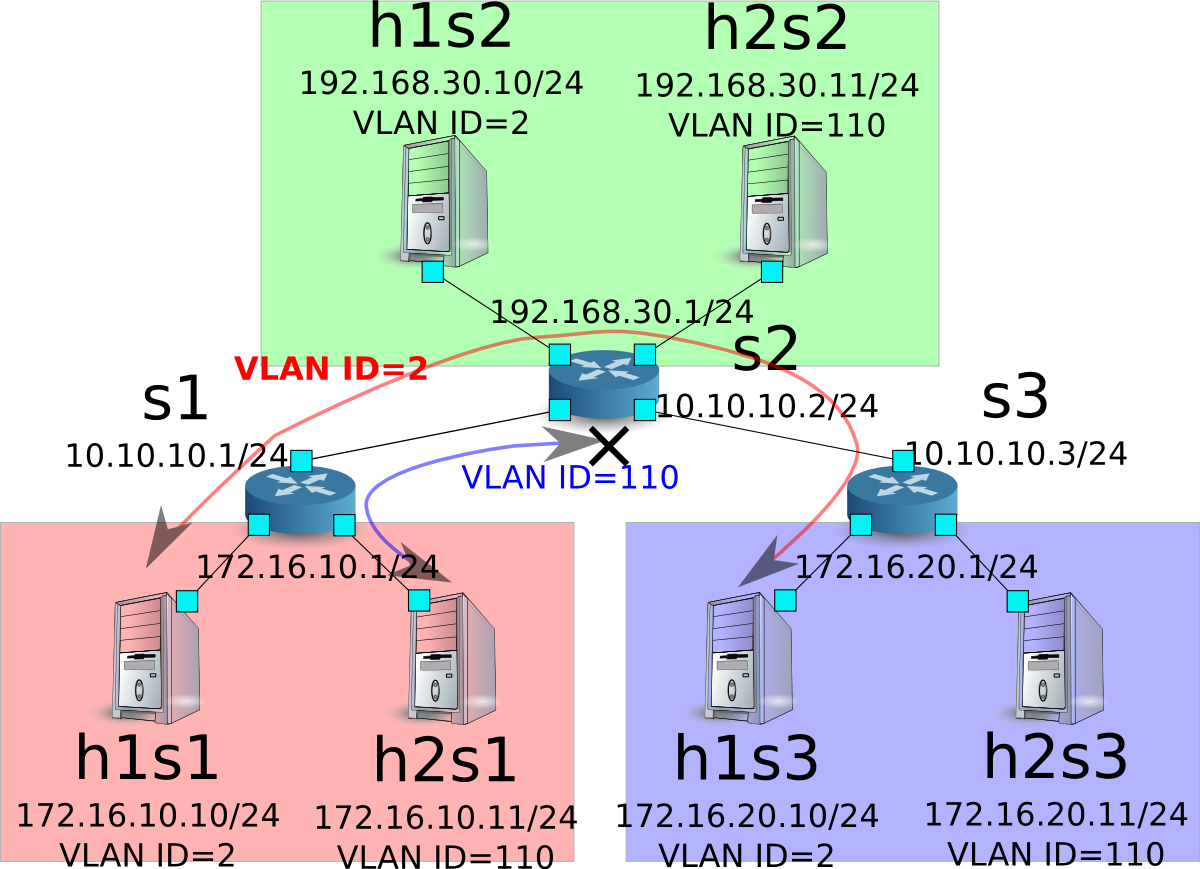 h1s2
192.168.30.10/24
VLAN ID=2
h2s2
192.168.30.11/24
VLAN ID=110
192.168.30.1/24
s2
VLAN ID=2
s1
10.10.10.1/24
10.10.10.2/24
s3
10.10.10.3/24
VLAN ID=110
172.16.10.1/24
172.16.20.1/24
h1s1
172.16.10.10/24
VLAN ID=2
h2s1
172.16.10.11/24
VLAN ID=110
h1s3
172.16.20.10/24
VLAN ID=2
h2s3
172.16.20.11/24
VLAN ID=110